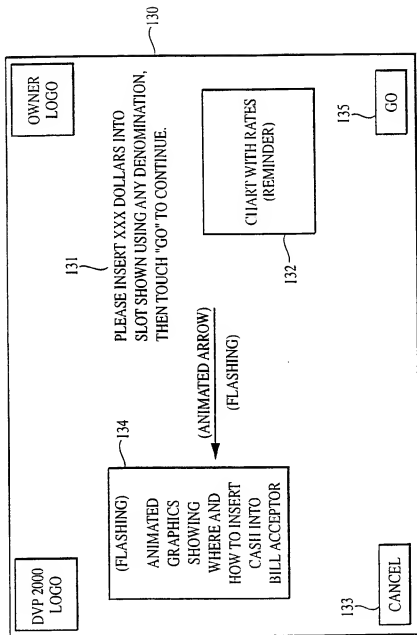 DVP 2000
LOGO
OWNER
LOGO
130
131
PLEASE INSERT XXX DOLLARS INTO
SLOT SHOWN USING ANY DENOMINATION,
THEN TOUCH "GO" TO CONTINUE.
134
(FLASHING)
ANIMATED
GRAPHICS
SHOWING
WHERE AND
HOW TO INSERT
CASH INTO
BILL ACCEPTOR
(ANIMATED ARROW)
(FLASHING)
CHART WITH RATES
(REMINDER)
132
133
CANCEL
135
GO